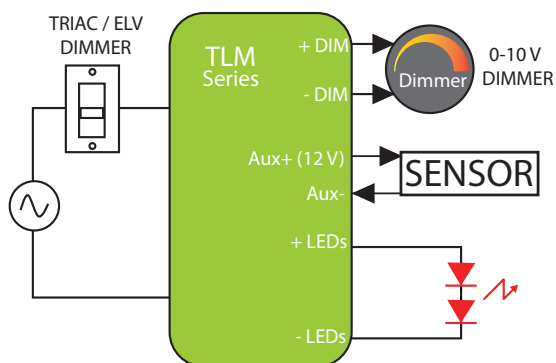 TRIAC / ELV
DIMMER
TLM
Series
+ DIM
- DIM
Dimmer
0-10 V
DIMMER
Aux+ (12 V)
Aux-
SENSOR
+ LEDs
- LEDs